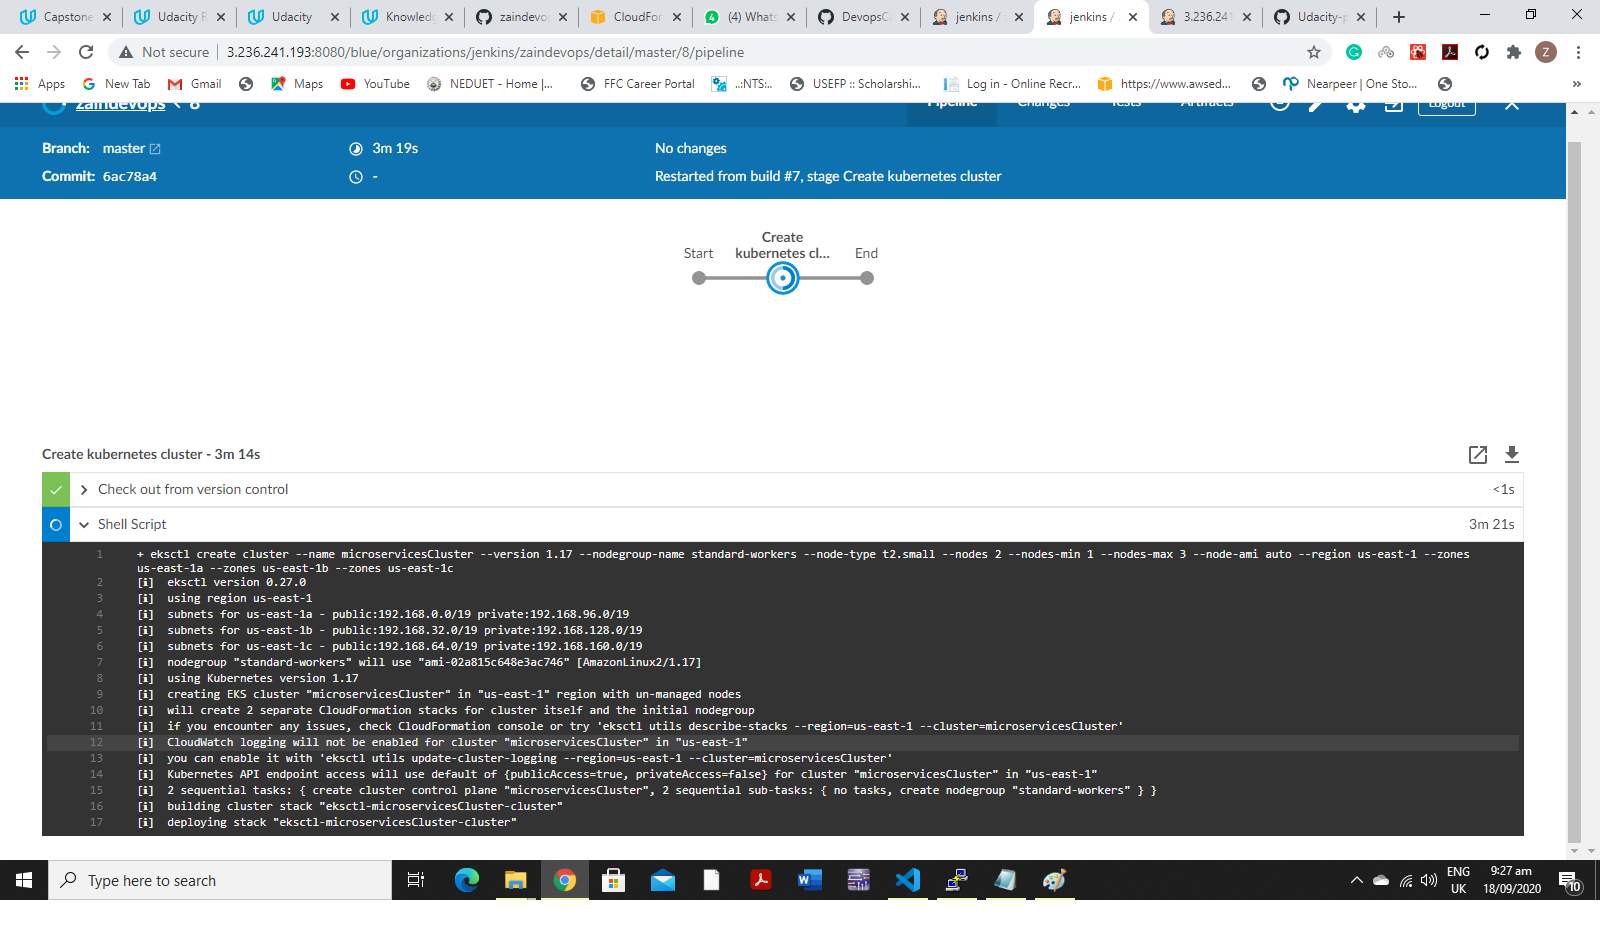 Capstone
Udacity R
Udacity
Knowledg
zaindevo
CloudFor
(4) Whats
DevopsC
jenkins /
jenkins /
3.236.241
Udacity-p
Not secure
3.236.241.193:8080/blue/organizations/jenkins/zaindevops/detail/master/8/pipeline
Z
Apps
New Tab
Gmail
Maps
YouTube
NEDUET - Home |...
FFC Career Portal
..:NTS:..
USEFP :: Scholarshi...
Log in - Online Recr...
https://www.awsed...
Nearpeer | One Sto...
»
zaindevops < 8
Pipeline
Changes
Tests
Artifacts
Logout
Branch: master
3m 19s
No changes
Commit: 6ac78a4
-
Restarted from build #7, stage Create kubernetes cluster
Start
Create
kubernetes cl...
End
Create kubernetes cluster - 3m 14s
Check out from version control
<1s
Shell Script
3m 21s
1 + eksctl create cluster --name microservicesCluster --version 1.17 --nodegroup-name standard-workers --node-type t2.small --nodes 2 --nodes-min 1 --nodes-max 3 --node-ami auto --region us-east-1 --zones
us-east-1a --zones us-east-1b --zones us-east-1c
2 [i] eksctl version 0.27.0
3 [i] using region us-east-1
4 [i] subnets for us-east-1a - public:192.168.0.0/19 private:192.168.96.0/19
5 [i] subnets for us-east-1b - public:192.168.32.0/19 private:192.168.128.0/19
6 [i] subnets for us-east-1c - public:192.168.64.0/19 private:192.168.160.0/19
7 [i] nodegroup "standard-workers" will use "ami-02a815c648e3ac746" [AmazonLinux2/1.17]
8 [i] using Kubernetes version 1.17
9 [i] creating EKS cluster "microservicesCluster" in "us-east-1" region with un-managed nodes
10 [i] will create 2 separate CloudFormation stacks for cluster itself and the initial nodegroup
11 [i] if you encounter any issues, check CloudFormation console or try 'eksctl utils describe-stacks --region=us-east-1 --cluster=microservicesCluster'
12 [i] CloudWatch logging will not be enabled for cluster "microservicesCluster" in "us-east-1"
13 [i] you can enable it with 'eksctl utils update-cluster-logging --region=us-east-1 --cluster=microservicesCluster'
14 [i] Kubernetes API endpoint access will use default of {publicAccess=true, privateAccess=false} for cluster "microservicesCluster" in "us-east-1"
15 [i] 2 sequential tasks: { create cluster control plane "microservicesCluster", 2 sequential sub-tasks: { no tasks, create nodegroup "standard-workers" } }
16 [i] building cluster stack "eksctl-microservicesCluster-cluster"
17 [i] deploying stack "eksctl-microservicesCluster-cluster"
Type here to search
ENG
UK
9:27 am
18/09/2020
10